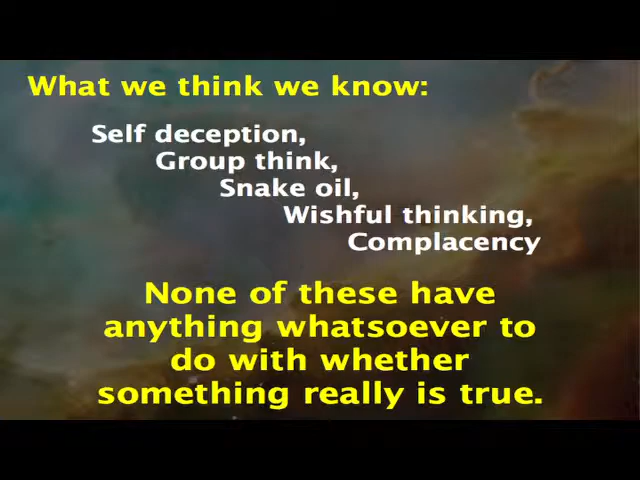 What we think we know:
Self deception,
Group think,
Snake oil,
Wishful thinking,
Complacency
None of these have
anything whatsoever to
do with whether
something really is true.